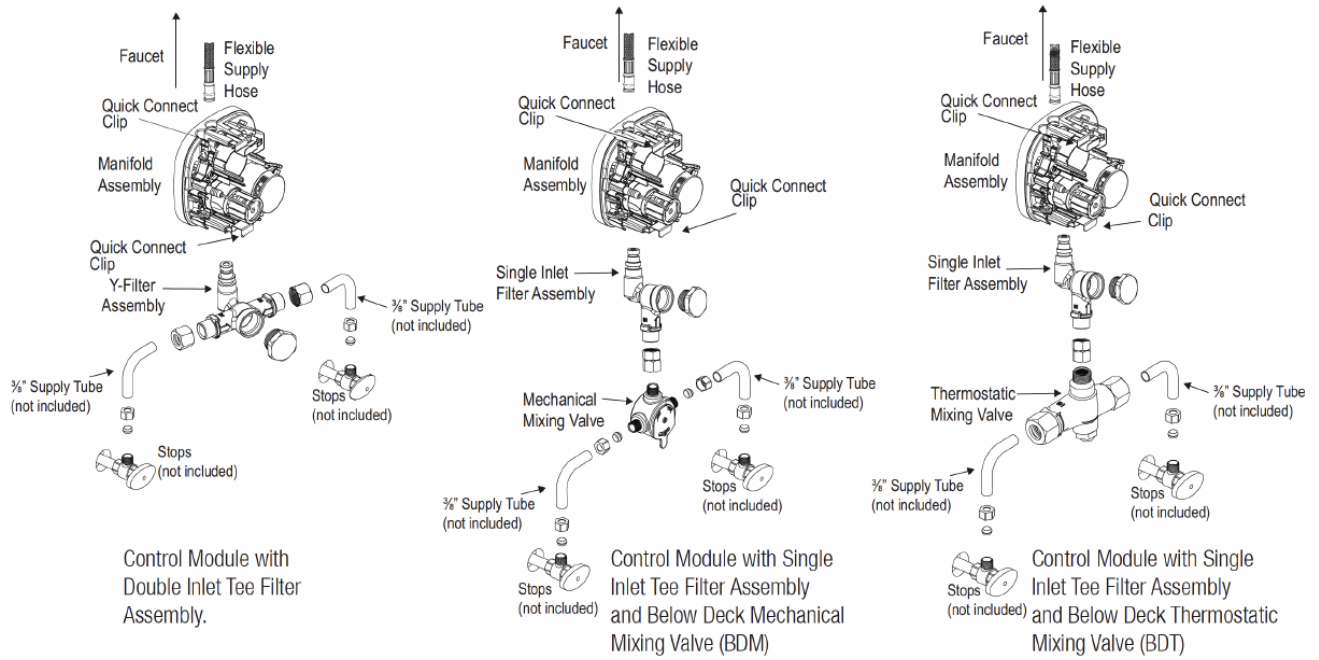 Faucet
Flexible
Supply
Hose
Quick Connect
Clip
Manifold
Assembly
Quick Connect
Clip
Y-Filter
Assembly
⅜” Supply Tube
(not included)
⅜” Supply Tube
(not included)
Stops
(not included)
Stops
(not included)
Control Module with
Double Inlet Tee Filter
Assembly.
Faucet
Flexible
Supply
Hose
Quick Connect
Clip
Manifold
Assembly
Quick Connect
Clip
Single Inlet
Filter Assembly
Mechanical
Mixing Valve
⅜” Supply Tube
(not included)
⅜” Supply Tube
(not included)
Stops
(not included)
Stops
(not included)
Control Module with Single
Inlet Tee Filter Assembly
and Below Deck Mechanical
Mixing Valve (BDM)
Faucet
Flexible
Supply
Hose
Quick Connect
Clip
Manifold
Assembly
Quick Connect
Clip
Single Inlet
Filter Assembly
Thermostatic
Mixing Valve
⅜” Supply Tube
(not included)
⅜” Supply Tube
(not included)
Stops
(not included)
Stops
(not included)
Control Module with Single
Inlet Tee Filter Assembly
and Below Deck Thermostatic
Mixing Valve (BDT)